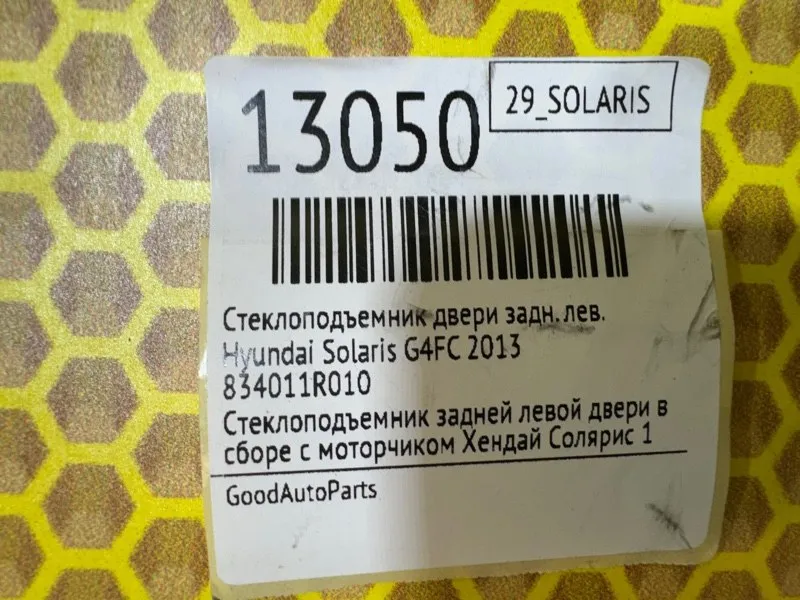 13050
29_SOLARIS
Стеклоподъемник двери задн. лев.
Hyundai Solaris G4FC 2013
834011R010
Стеклоподъемник задней левой двери в
сборе с моторчиком Хендай Солярис 1
GoodAutoParts